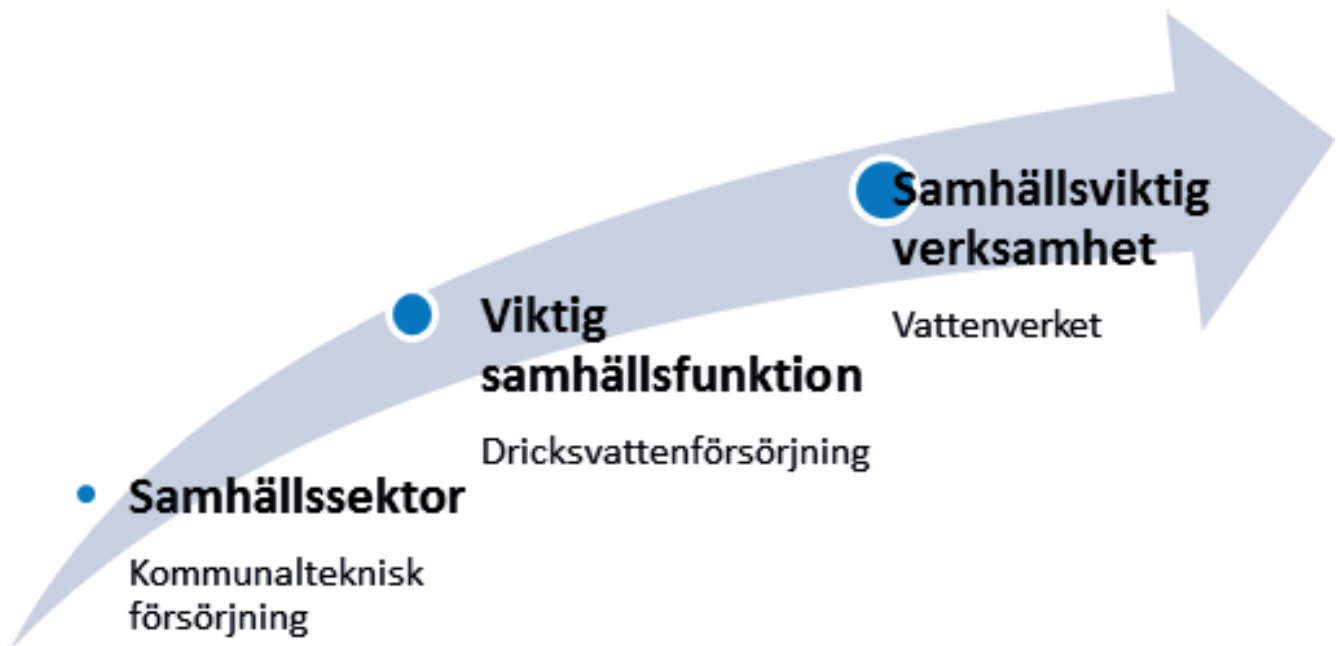 Samhällssektor
Kommunalteknisk
försörjning
Viktig
samhällsfunktion
Dricksvattenförsörjning
Samhällsviktig
verksamhet
Vattenverket